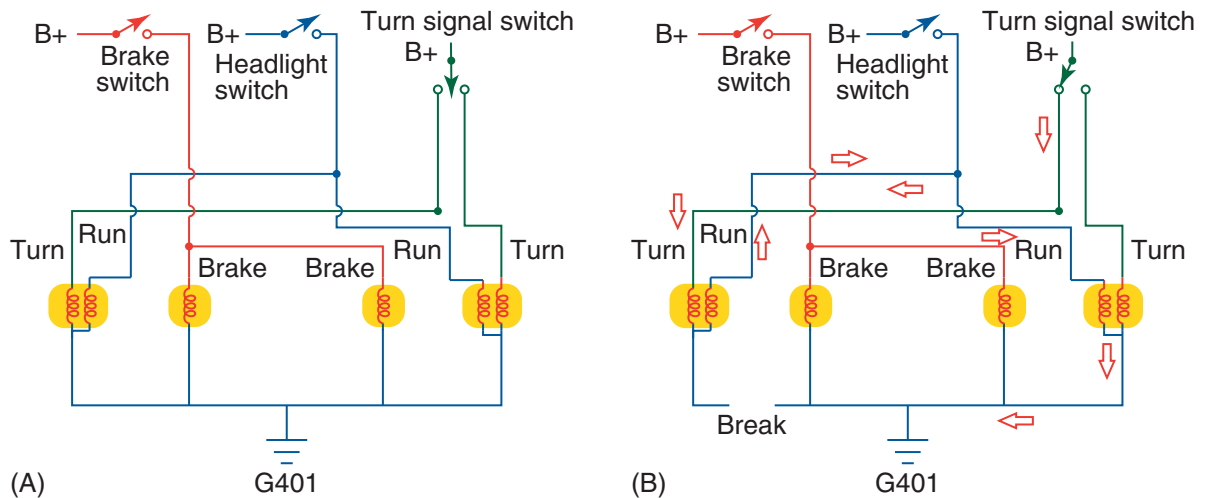 B+
Brake
switch
B+
Headlight
switch
Turn signal switch
B+
Turn
Run
Brake
Brake
Run
Turn
G401
(A)
B+
Brake
switch
B+
Headlight
switch
Turn signal switch
B+
Turn
Run
Brake
Brake
Run
Turn
Break
G401
(B)